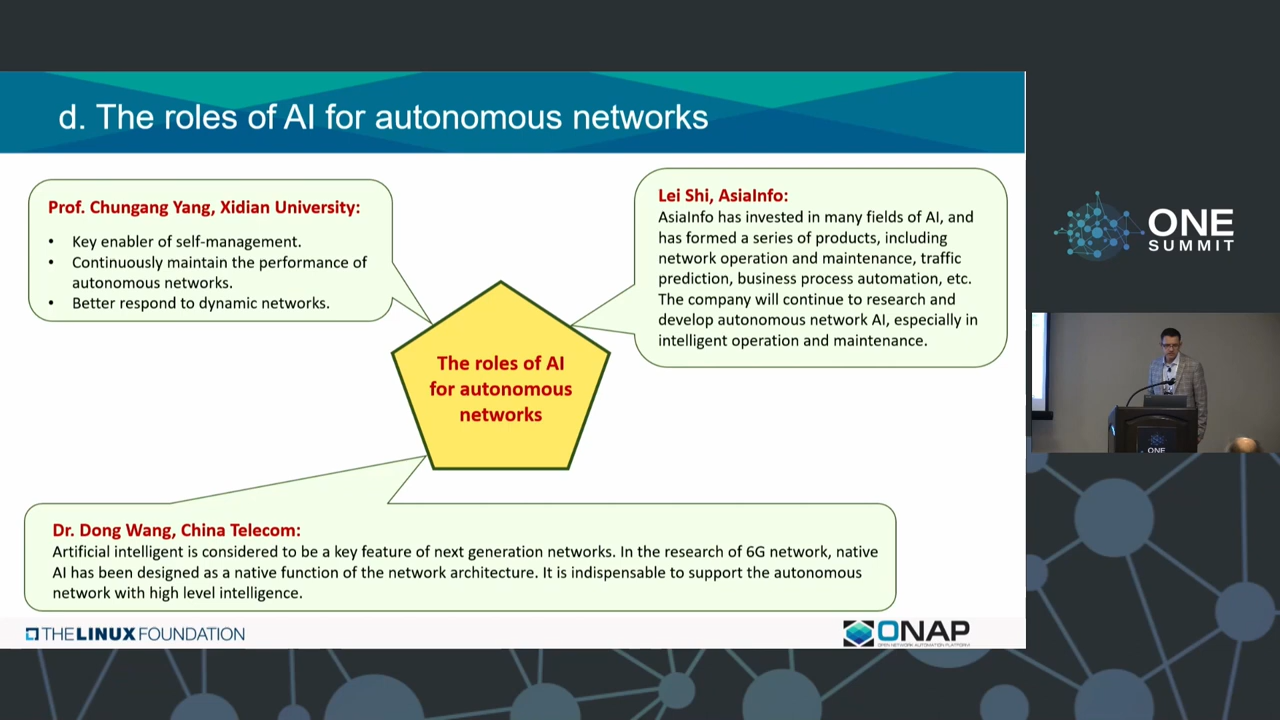 d. The roles of AI for autonomous networks
Prof. Chungang Yang, Xidian University:
• Key enabler of self-management.
• Continuously maintain the performance of
autonomous networks.
• Better respond to dynamic networks.
Lei Shi, AsiaInfo:
AsiaInfo has invested in many fields of AI, and
has formed a series of products, including
network operation and maintenance, traffic
prediction, business process automation, etc.
The company will continue to research and
develop autonomous network AI, especially in
intelligent operation and maintenance.
The roles of AI
for autonomous
networks
Dr. Dong Wang, China Telecom:
Artificial intelligent is considered to be a key feature of next generation networks. In the research of 6G network, native
AI has been designed as a native function of the network architecture. It is indispensable to support the autonomous
network with high level intelligence.
THE LINUX FOUNDATION
ONAP
OPEN NETWORK AUTOMATION PLATFORM
ONE
SUMMIT
ONE